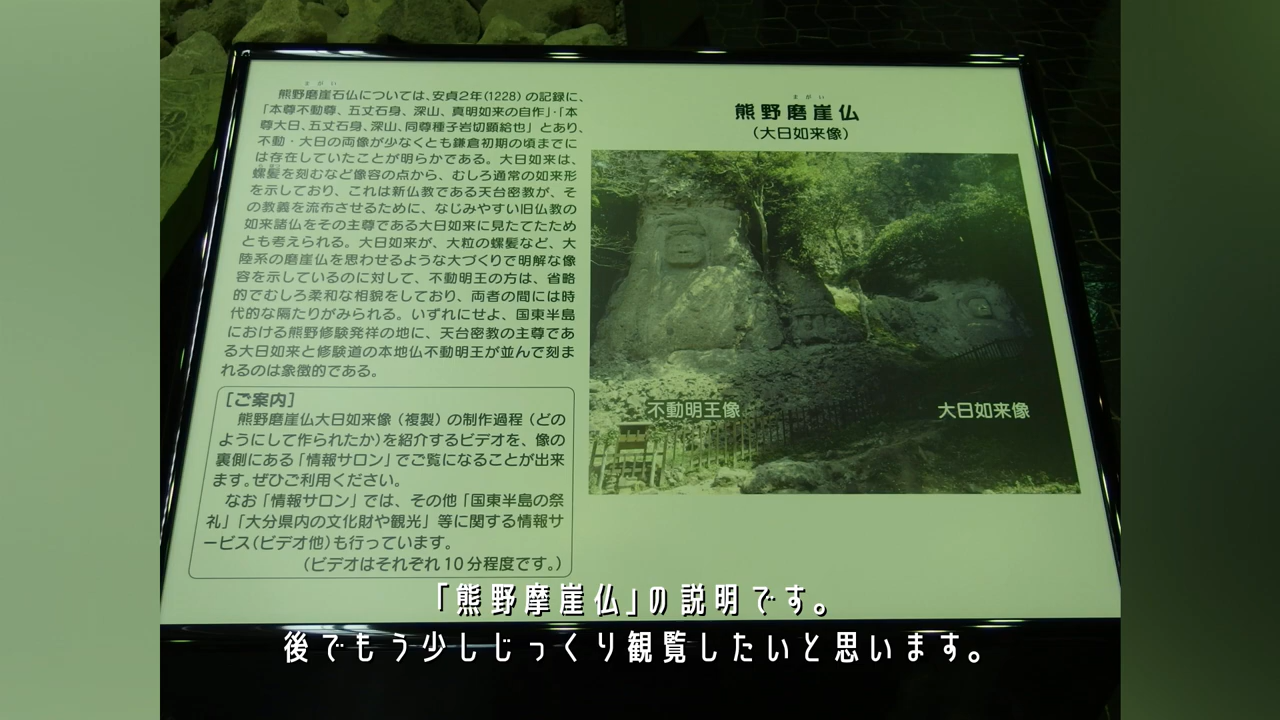 熊野磨崖石仏については、安貞2年(1228)の記録に、
「本尊不動尊、五丈石身、深山、真明如来の自作」・「本
尊大日、五丈石身、深山、同尊種子岩切顕給也」とあり、
不動・大日の両像が少なくとも鎌倉初期の頃までに
は存在していたことが明らかである。大日如来は、
螺髪を刻むなど像容の点から、むしろ通常の如来形
を示しており、これは新仏教である天台密教が、そ
の教義を流布させるために、なじみやすい旧仏教の
如来諸仏をその主尊である大日如来に見たてたため
とも考えられる。大日如来が、大粒の螺髪など、大
陸系の磨崖仏を思わせるような大づくりで明解な像
容を示しているのに対して、不動明王の方は、省略
的でむしろ柔和な相貌をしており、両者の間には時
代的な隔たりがみられる。いずれにせよ、国東半島
における熊野修験発祥の地に、天台密教の主尊であ
る大日如来と修験道の本地仏不動明王が並んで刻ま
れるのは象徴的である。
[ご案内]
熊野磨崖仏大日如来像(複製)の制作過程(どの
ようにして作られたか)を紹介するビデオを、像の
裏側にある「情報サロン」でご覧になることが出来
ます。ぜひご利用ください。
なお「情報サロン」では、その他「国東半島の祭
礼」「大分県内の文化財や観光」等に関する情報サ
ービス(ビデオ他)も行っています。
(ビデオはそれぞれ10分程度です。)
まがい
熊野磨崖仏
(大日如来像)
不動明王像
大日如来像
「熊野摩崖仏」の説明です。
後でもう少しじっくり観覧したいと思います。